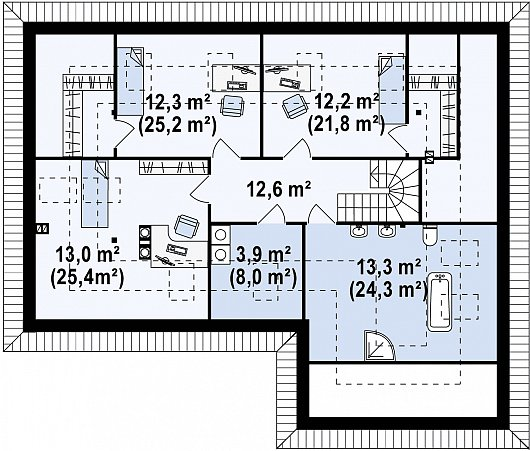 12,3 m²
(25,2 m²)
12,2 m²
(21,8 m²)
12,6 m²
13,0 m²
(25,4m²)
3,9 m²
(8,0 m²)
13,3 m²
(24,3 m²)